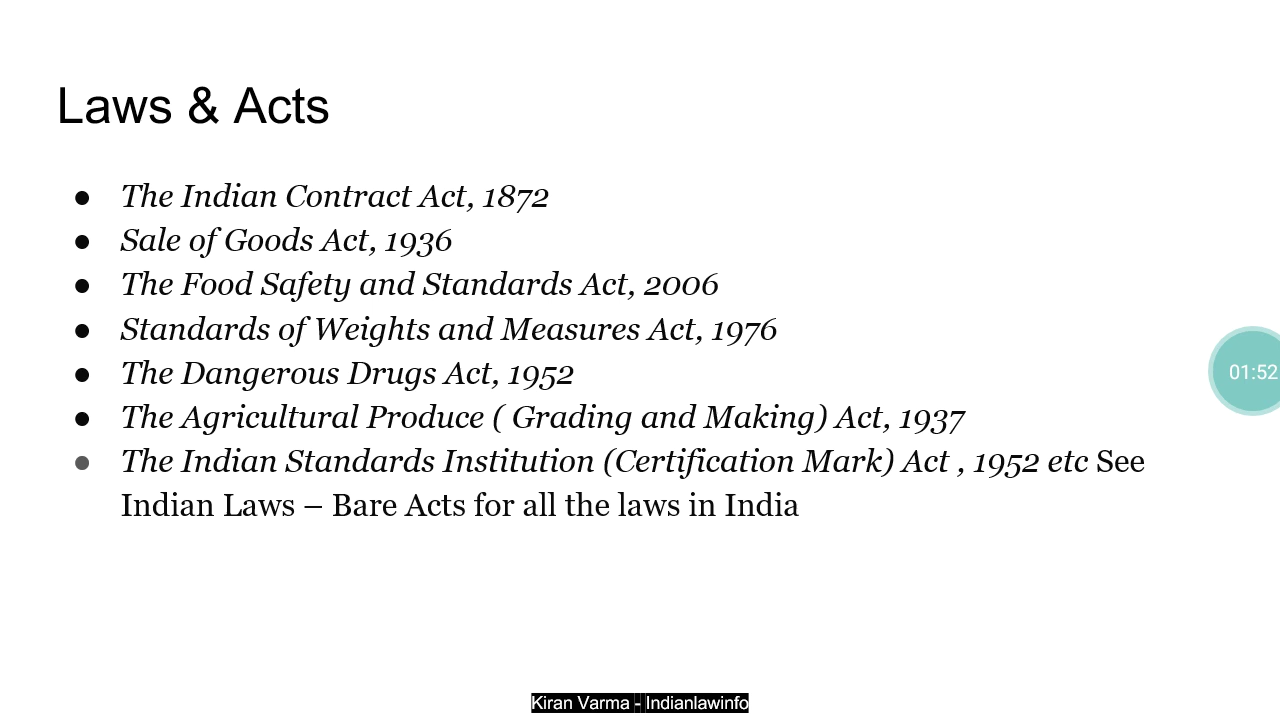 Laws & Acts
● The Indian Contract Act, 1872
● Sale of Goods Act, 1936
● The Food Safety and Standards Act, 2006
● Standards of Weights and Measures Act, 1976
● The Dangerous Drugs Act, 1952
● The Agricultural Produce ( Grading and Making) Act, 1937
● The Indian Standards Institution (Certification Mark) Act , 1952 etc See
Indian Laws – Bare Acts for all the laws in India
01:52
Kiran Varma - Indianlawinfo